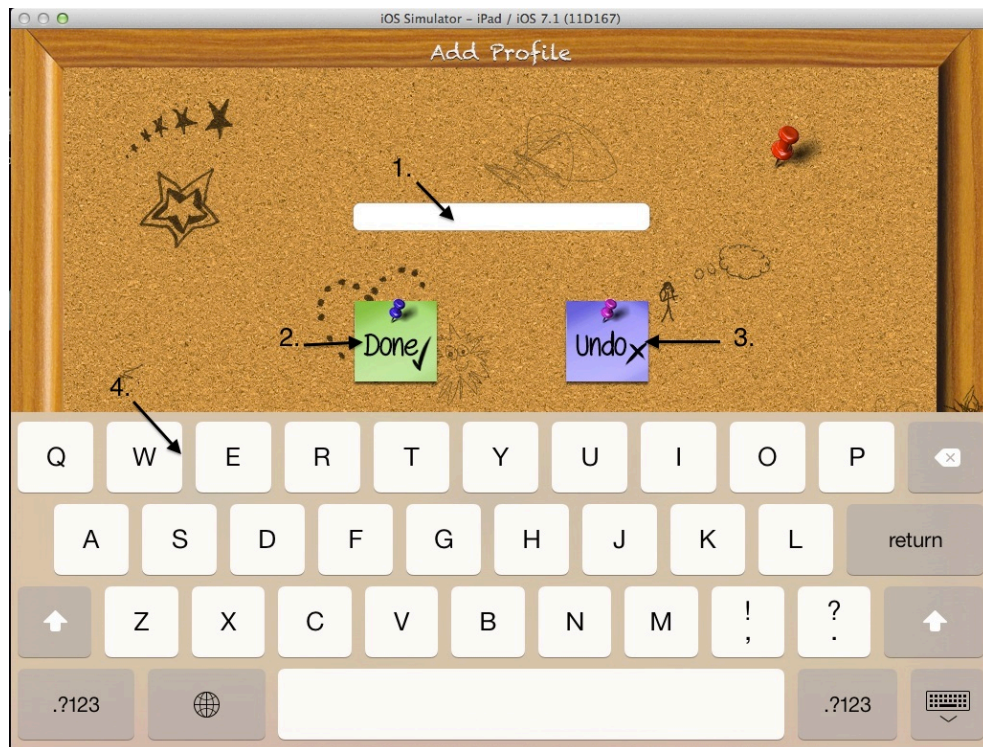 iOS Simulator – iPad / iOS 7.1 (11D167)
Add Profile
1.
2. Done Undo 3.
4.
Q W E R T Y U I O P
A S D F G H J K L return
Z X C V B N M ! , ? .
.?123 .?123